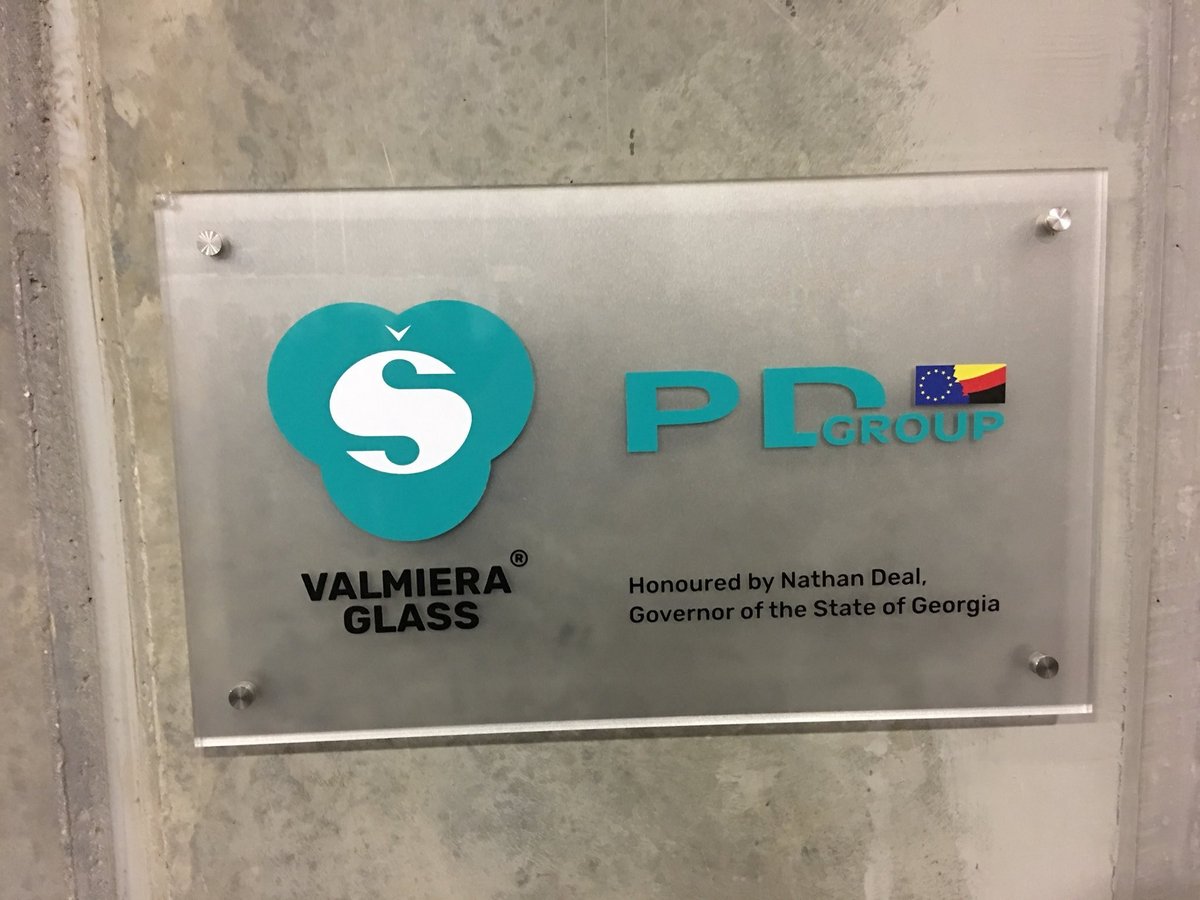 Š
VALMIERA®
GLASS
PD GROUP
Honoured by Nathan Deal,
Governor of the State of Georgia